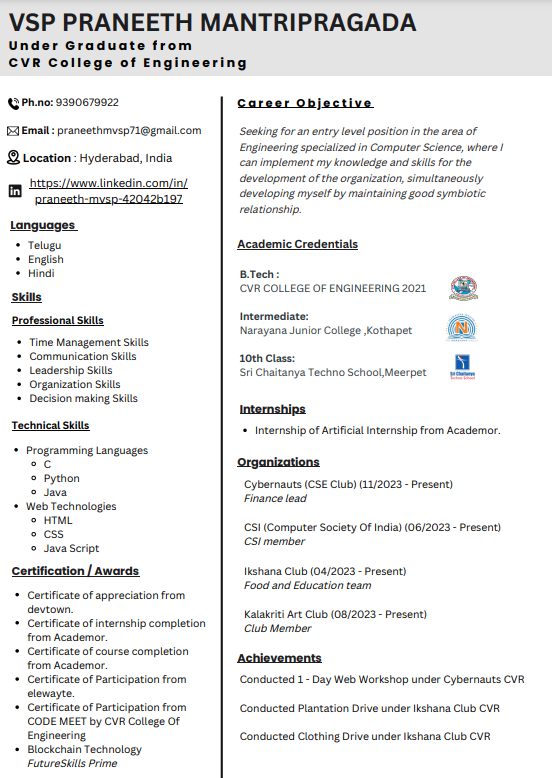 VSP PRANEETH MANTRIPRAGADA
Under Graduate from
CVR College of Engineering
Ph.no: 9390679922
Email : praneethmvsp71@gmail.com
Location : Hyderabad, India
https://www.linkedin.com/in/
praneeth-mvsp-42042b197
Languages
Telugu
English
Hindi
Skills
Professional Skills
Time Management Skills
Communication Skills
Leadership Skills
Organization Skills
Decision making Skills
Technical Skills
Programming Languages
C
Python
Java
Web Technologies
HTML
CSS
Java Script
Certification / Awards
Certificate of appreciation from
devtown.
Certificate of internship completion
from Academor.
Certificate of course completion
from Academor.
Certificate of Participation from
elewayte.
Certificate of Participation from
CODE MEET by CVR College Of
Engineering
Blockchain Technology
FutureSkills Prime
Career Objective
Seeking for an entry level position in the area of
Engineering specialized in Computer Science, where I
can implement my knowledge and skills for the
development of the organization, simultaneously
developing myself by maintaining good symbiotic
relationship.
Academic Credentials
B.Tech :
CVR COLLEGE OF ENGINEERING 2021
Intermediate:
Narayana Junior College ,Kothapet
N
10th Class:
Sri Chaitanya Techno School,Meerpet
Sri Chaitanya
Techno School
Internships
Internship of Artificial Internship from Academor.
Organizations
Cybernauts (CSE Club) (11/2023 - Present)
Finance lead
CSI (Computer Society Of India) (06/2023 - Present)
CSI member
Ikshana Club (04/2023 - Present)
Food and Education team
Kalakriti Art Club (08/2023 - Present)
Club Member
Achievements
Conducted 1 - Day Web Workshop under Cybernauts CVR
Conducted Plantation Drive under Ikshana Club CVR
Conducted Clothing Drive under Ikshana Club CVR